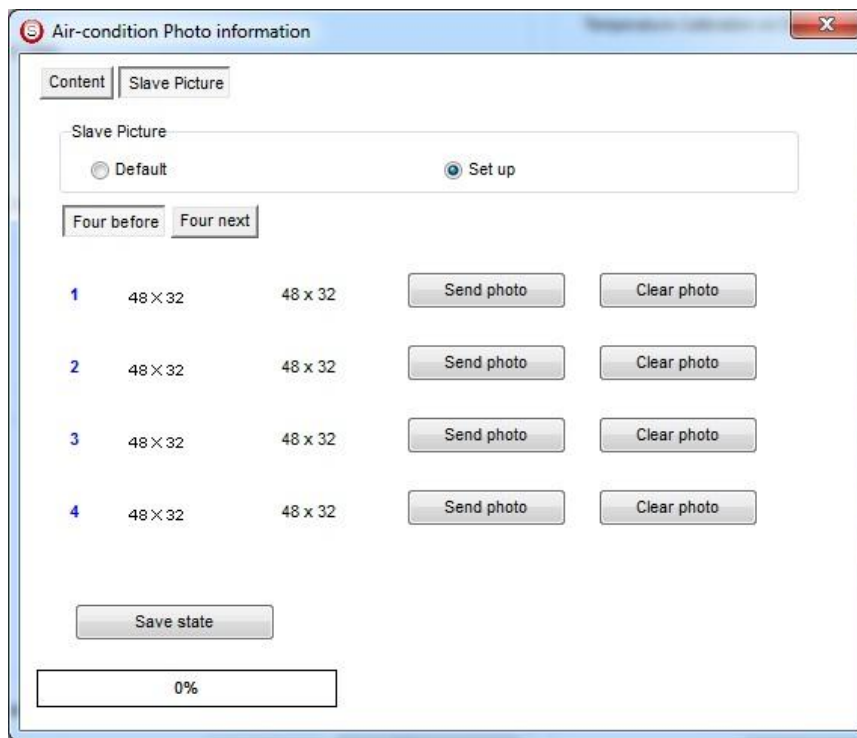 Air-condition Photo information
Content Slave Picture
Slave Picture
Default Set up
Four before Four next
1 48×32 48 x 32 Send photo Clear photo
2 48×32 48 x 32 Send photo Clear photo
3 48×32 48 x 32 Send photo Clear photo
4 48×32 48 x 32 Send photo Clear photo
Save state
0%